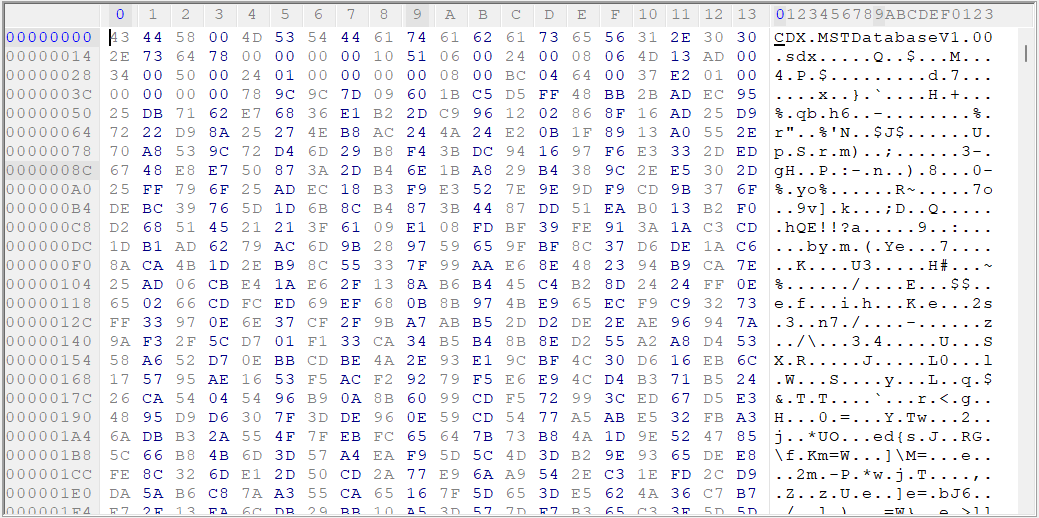 0 1 2 3 4 5 6 7 8 9 A B C D E F 10 11 12 13 0123456789ABCDEF0123
00000000 43 44 58 00 4D 53 54 44 61 74 61 62 61 73 65 56 31 2E 30 30 CDX.MSTDatabaseV1.00
00000014 2E 73 64 78 00 00 00 00 10 51 06 00 24 00 08 06 4D 13 AD 00 .sdx.....Q..$...M...
00000028 34 00 50 00 24 01 00 00 00 00 08 00 BC 04 64 00 37 E2 01 00 4.P.$.........d.7...
0000003C 00 00 00 00 78 9C 9C 7D 09 60 1B C5 D5 FF 48 BB 2B AD EC 95 ....x..}.`....H.+...
00000050 25 DB 71 62 E7 68 36 E1 B2 2D C9 96 12 02 86 8F 16 AD 25 D9 %.qb.h6..-........%.
00000064 72 22 D9 8A 25 27 4E B8 AC 24 4A 24 E2 0B 1F 89 13 A0 55 2E r"..%'N..$J$......U.
00000078 70 A8 53 9C 72 D4 6D 29 B8 F4 3B DC 94 16 97 F6 E3 33 2D ED p.S.r.m)..;......3-.
0000008C 67 48 E8 E7 50 87 3A 2D B4 6E 1B A8 29 B4 38 9C 2E E5 30 2D gH..P.:-.n..).8...0-
000000A0 25 FF 79 6F 25 AD EC 18 B3 F9 E3 52 7E 9E 9D F9 CD 9B 37 6F %.yo%......R~.....7o
000000B4 DE BC 39 76 5D 1D 6B 8C B4 87 3B 44 87 DD 51 EA B0 13 B2 F0 ..9v].k...;D..Q.....
000000C8 D2 68 51 45 21 21 3F 61 09 E1 08 FD BF 39 FE 91 3A 1A C3 CD .hQE!!?a.....9..:...
000000DC 1D B1 AD 62 79 AC 6D 9B 28 97 59 65 9F BF 8C 37 D6 DE 1A C6 ...by.m.(.Ye...7....
000000F0 8A CA 4B 1D 2E B9 8C 55 33 7F 99 AA E6 8E 48 23 94 B9 CA 7E ..K....U3.....H#...~
00000104 25 AD 06 CB E4 1A E6 2F 13 8A B6 B4 45 C4 B2 8D 24 24 FF 0E %....../....E...$$..
00000118 65 02 66 CD FC ED 69 EF 68 0B 8B 97 4B E9 65 EC F9 C9 32 73 e.f...i.h...K.e...2s
0000012C FF 33 97 0E 6E 37 CF 2F 9B A7 AB B5 2D D2 DE 2E AE 96 94 7A .3..n7./....-......z
00000140 9A F3 2F 5C D7 01 F1 33 CA 34 B5 B4 8B 8E D2 55 A2 A8 D4 53 ../\...3.4.....U...S
00000154 58 A6 52 D7 0E BB CD BE 4A 2E 93 E1 9C BF 4C 30 D6 16 EB 6C X.R.....J.....L0...l
00000168 17 57 95 AE 16 53 F5 AC F2 92 79 F5 E6 E9 4C D4 B3 71 B5 24 .W...S....y...L..q.$
0000017C 26 CA 54 04 54 96 B9 0A 8B 60 99 CD F5 72 99 3C ED 67 D5 E3 &.T.T....`...r.<.g..
00000190 48 95 D9 D6 30 7F 3D DE 96 0E 59 CD 54 77 A5 AB E5 32 FB A3 H...0.=...Y.Tw...2..
000001A4 6A DB B3 2A 55 4F 7F EB FC 65 64 7B 73 B8 4A 1D 9E 52 47 85 j..*UO...ed{s.J..RG.
000001B8 5C 66 B8 4B 6D 3D 57 A4 EA F9 5D 5C 4D 3D B2 9E 93 65 DE E8 \f.Km=W...]\M=...e..
000001CC FE 8C 32 6D E1 2D 50 CD 2A 77 E9 6A A9 54 2E C3 1E FD 2C D9 ..2m.-P.*w.j.T....,.
000001E0 DA 5A B6 C8 7A A3 55 CA 65 16 7F 5D 65 3D E5 62 4A 36 C7 B7 .Z..z.U.e..]e=.bJ6..